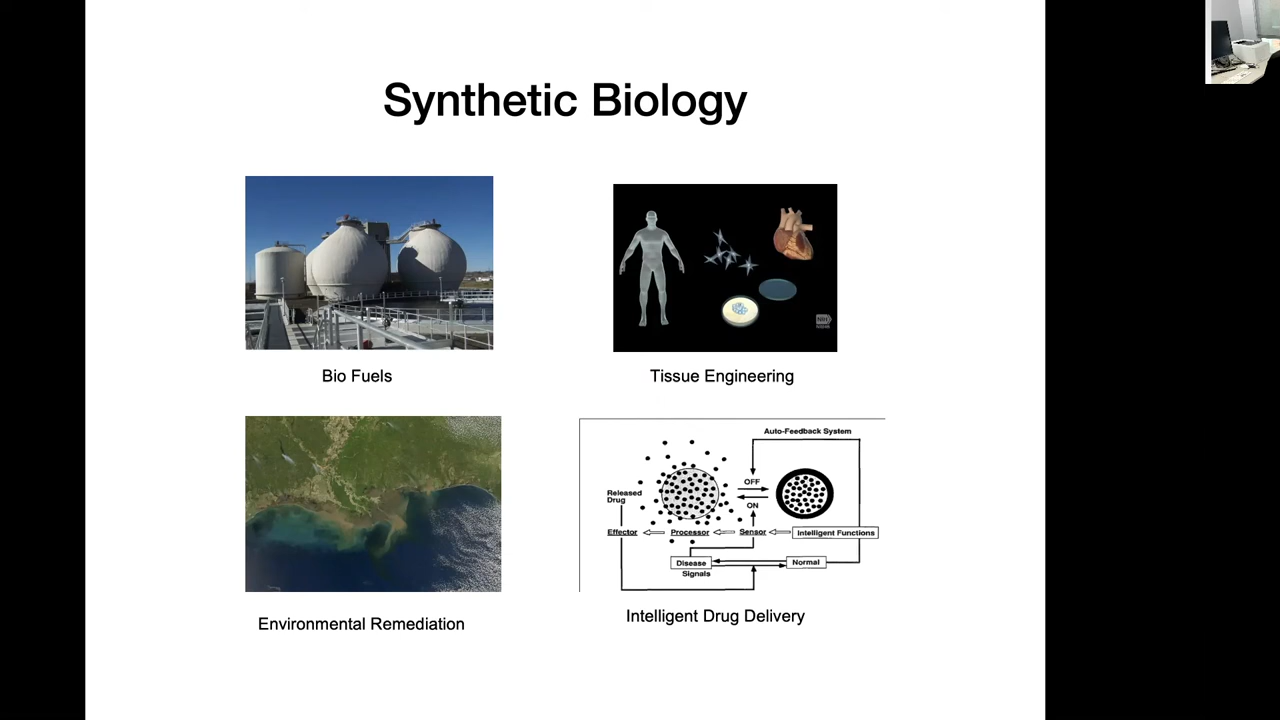 Synthetic Biology
Bio Fuels
NIH
Tissue Engineering
Environmental Remediation
Auto-Feedback System
OFF
ON
Released
Drug
Effector
Processor
Sensor
Intelligent Functions
Disease
Normal
Signals
Intelligent Drug Delivery